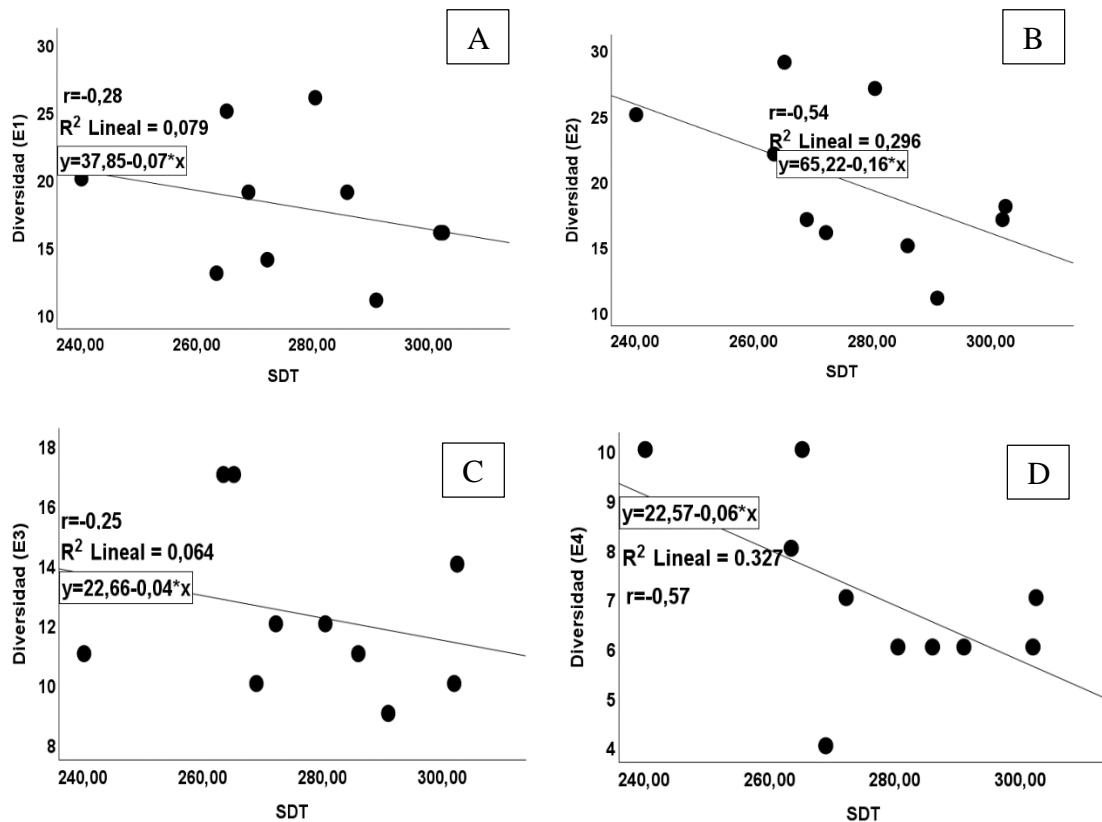 A
Diversidad (E1)
30
25
20
15
10
r=-0,28
R² Lineal = 0,079
y=37,85-0,07*x
240,00 260,00 280,00 300,00
SDT
B
Diversidad (E2)
30
25
20
15
10
r=-0,54
R² Lineal = 0,296
y=65,22-0,16*x
240,00 260,00 280,00 300,00
SDT
C
Diversidad (E3)
18
16
14
12
10
8
r=-0,25
R² Lineal = 0,064
y=22,66-0,04*x
240,00 260,00 280,00 300,00
SDT
D
Diversidad (E4)
10
9
8
7
6
5
4
y=22,57-0,06*x
R² Lineal = 0.327
r=-0,57
240,00 260,00 280,00 300,00
SDT